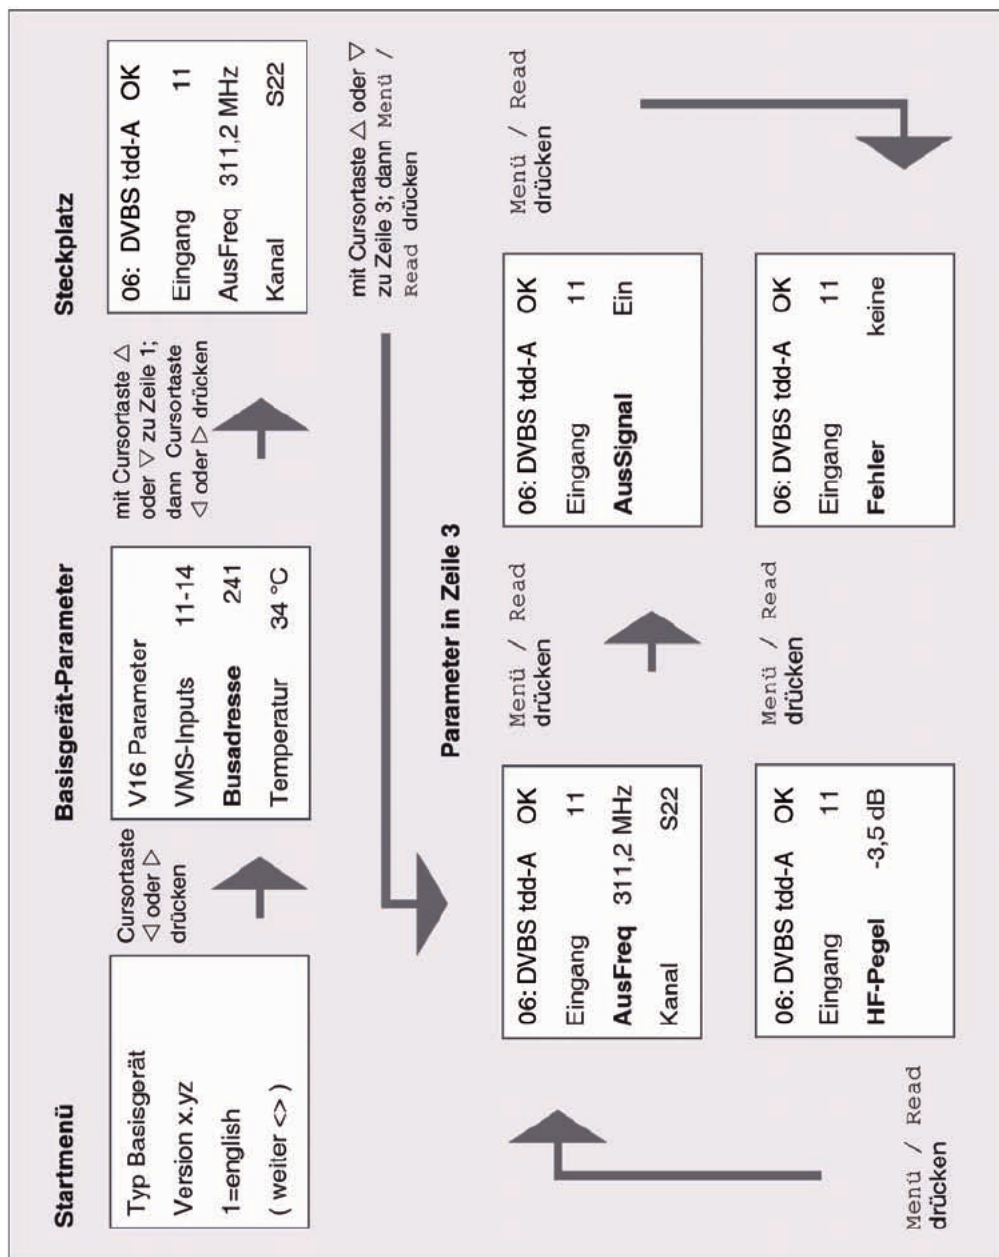 Startmenü
Typ Basisgerät
Version x.yz
1=english
( weiter <> )
Cursortaste
◁ oder ▷
drücken
Basisgerät-Parameter
V16 Parameter
VMS-Inputs 11-14
Busadresse 241
Temperatur 34 °C
mit Cursortaste △
oder ▽ zu Zeile 1;
dann Cursortaste
◁ oder ▷ drücken
Steckplatz
06: DVBS tdd-A OK
Eingang 11
AusFreq 311,2 MHz
Kanal S22
mit Cursortaste △ oder ▽
zu Zeile 3; dann Menü /
Read drücken
Parameter in Zeile 3
06: DVBS tdd-A OK
Eingang 11
AusFreq 311,2 MHz
Kanal S22
Menü / Read
drücken
06: DVBS tdd-A OK
Eingang 11
AusSignal Ein
Menü / Read
drücken
06: DVBS tdd-A OK
Eingang 11
HF-Pegel -3,5 dB
Menü / Read
drücken
06: DVBS tdd-A OK
Eingang 11
Fehler keine
Menü / Read
drücken